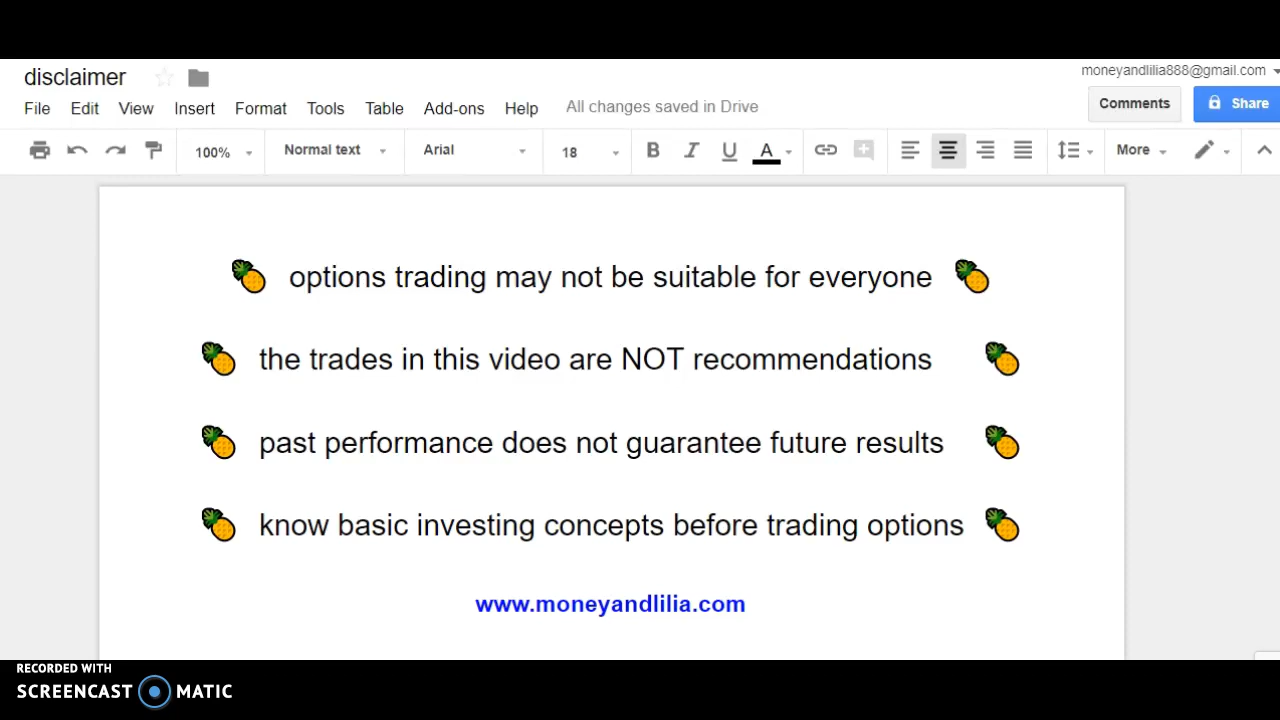 disclaimer
moneyandlilia888@gmail.com
File Edit View Insert Format Tools Table Add-ons Help All changes saved in Drive
Comments Share
100% Normal text Arial 18 B I U A More
options trading may not be suitable for everyone
the trades in this video are NOT recommendations
past performance does not guarantee future results
know basic investing concepts before trading options
www.moneyandlilia.com
RECORDED WITH
SCREENCAST MATIC